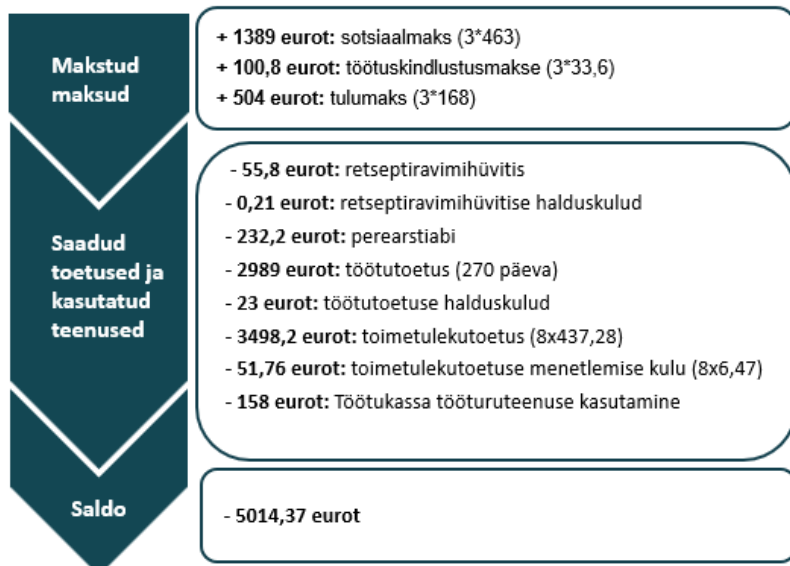 Makstud
maksud
+ 1389 eurot: sotsiaalmaks (3*463)
+ 100,8 eurot: töötuskindlustusmakse (3*33,6)
+ 504 eurot: tulumaks (3*168)
Saadud
toetused ja
kasutatud
teenused
- 55,8 eurot: retseptiravimihüvitis
- 0,21 eurot: retseptiravimihüvitise halduskulud
- 232,2 eurot: perearstiabi
- 2989 eurot: töötutoetus (270 päeva)
- 23 eurot: töötutoetuse halduskulud
- 3498,2 eurot: toimetulekutoetus (8x437,28)
- 51,76 eurot: toimetulekutoetuse menetlemise kulu (8x6,47)
- 158 eurot: Töötukassa tööturuteenuse kasutamine
Saldo
- 5014,37 eurot